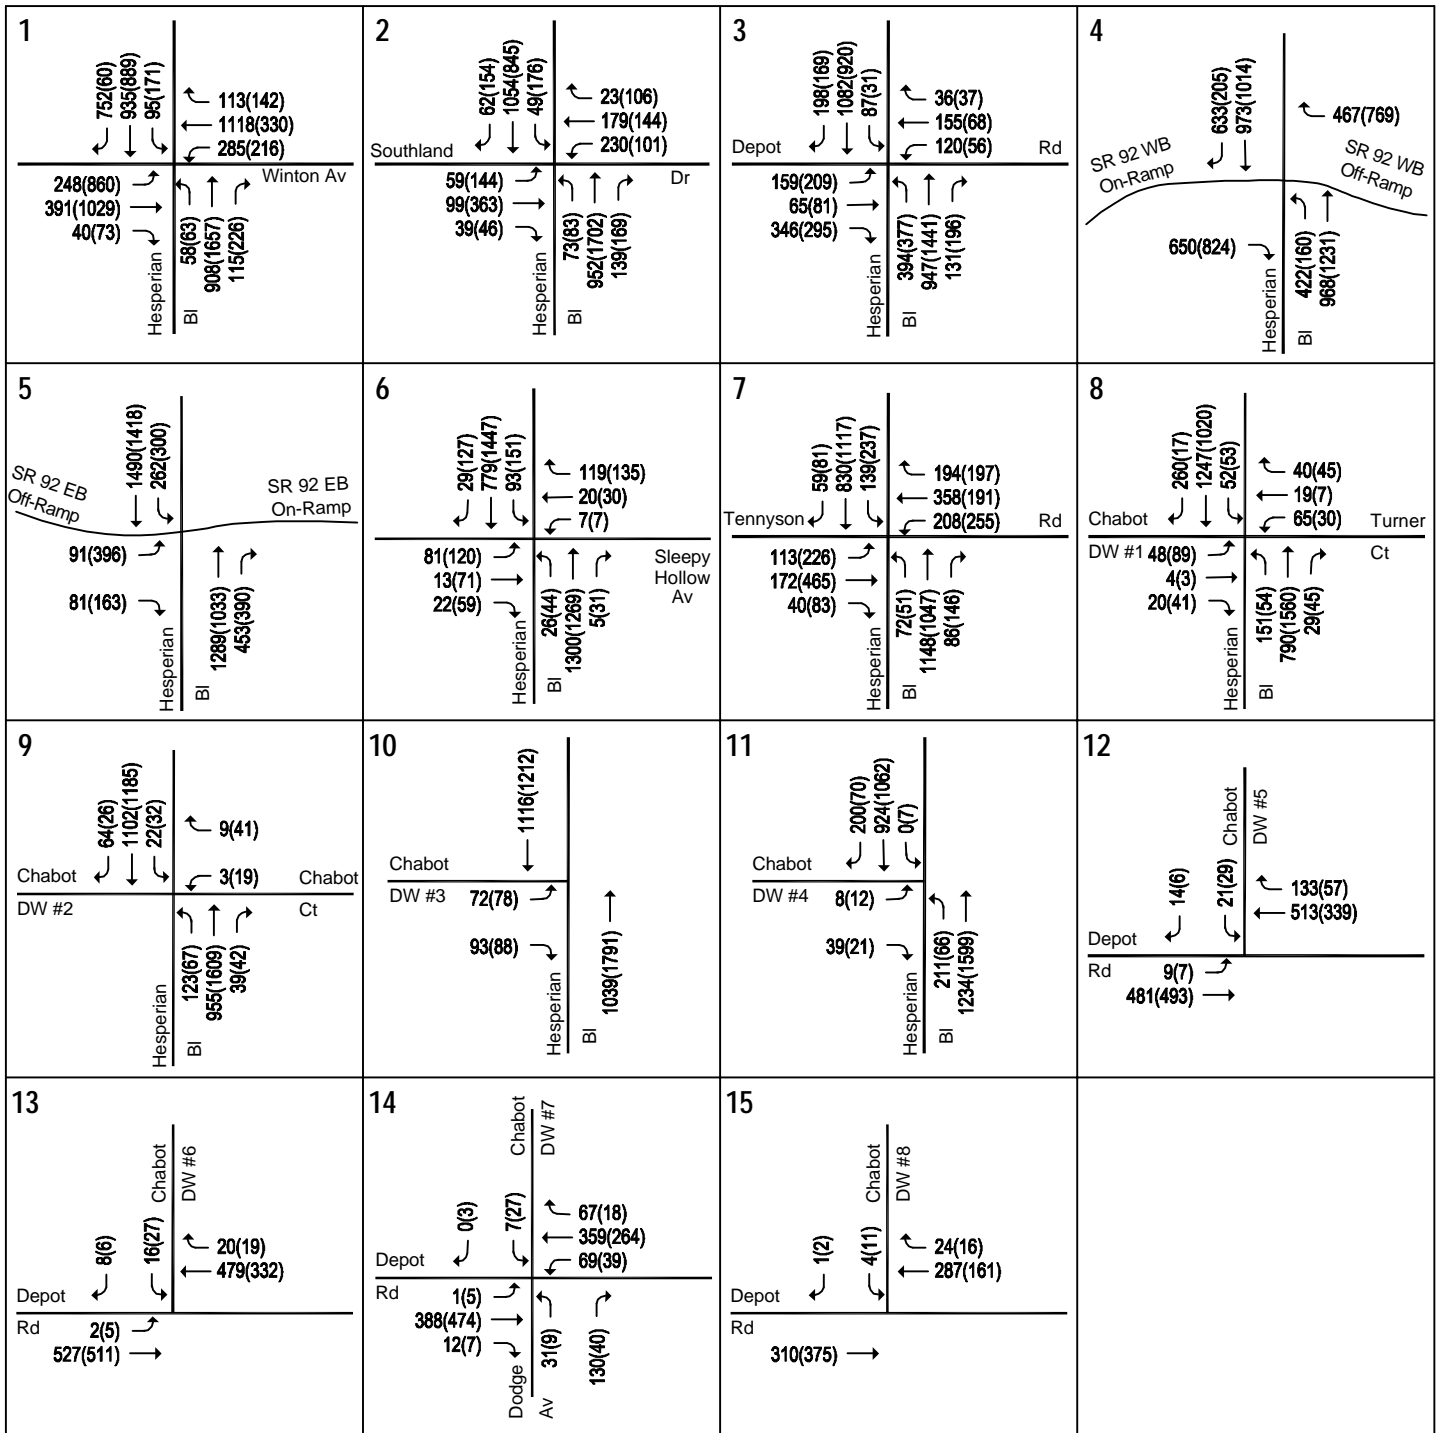 1
752(60)
935(889)
95(171)
113(142)
1118(330)
285(216)
Winton Av
248(860)
391(1029)
40(73)
58(63)
908(1657)
115(226)
Hesperian
Bl
2
62(154)
1054(845)
49(176)
23(106)
179(144)
230(101)
Southland
Dr
59(144)
99(363)
39(46)
73(83)
952(1702)
139(169)
Hesperian
Bl
3
198(169)
1082(920)
87(31)
36(37)
155(68)
120(56)
Depot
Rd
159(209)
65(81)
346(295)
394(377)
947(1441)
131(196)
Hesperian
Bl
4
633(205)
973(1014)
467(769)
SR 92 WB
On-Ramp
SR 92 WB
Off-Ramp
650(824)
422(160)
968(1231)
Hesperian
Bl
5
1490(1418)
262(300)
SR 92 EB
Off-Ramp
SR 92 EB
On-Ramp
91(396)
81(163)
1289(1033)
453(390)
Hesperian
Bl
6
29(127)
779(1447)
93(151)
119(135)
20(30)
7(7)
Sleepy
Hollow
Av
81(120)
13(71)
22(59)
26(44)
1300(1269)
5(31)
Hesperian
Bl
7
59(81)
830(1117)
139(237)
194(197)
358(191)
208(255)
Tennyson
Rd
113(226)
172(465)
40(83)
72(51)
1148(1047)
86(146)
Hesperian
Bl
8
260(17)
1247(1020)
52(53)
40(45)
19(7)
65(30)
Chabot
Turner
DW #1
Ct
48(89)
4(3)
20(41)
151(54)
790(1560)
29(45)
Hesperian
Bl
9
64(26)
1102(1185)
22(32)
9(41)
3(19)
Chabot
Chabot
DW #2
Ct
123(67)
955(1609)
39(42)
Hesperian
Bl
10
1116(1212)
Chabot
DW #3
72(78)
93(88)
1039(1791)
Hesperian
Bl
11
200(70)
924(1062)
0(7)
Chabot
DW #4
8(12)
39(21)
211(66)
1234(1599)
Hesperian
Bl
12
Chabot
DW #5
14(6)
21(29)
133(57)
513(339)
Depot
Rd
9(7)
481(493)
13
Chabot
DW #6
8(6)
16(27)
20(19)
479(332)
Depot
Rd
2(5)
527(511)
14
Chabot
DW #7
0(3)
7(27)
67(18)
359(264)
69(39)
Depot
Rd
1(5)
388(474)
12(7)
31(9)
130(40)
Dodge
Av
15
Chabot
DW #8
1(2)
4(11)
24(16)
287(161)
Depot
Rd
310(375)